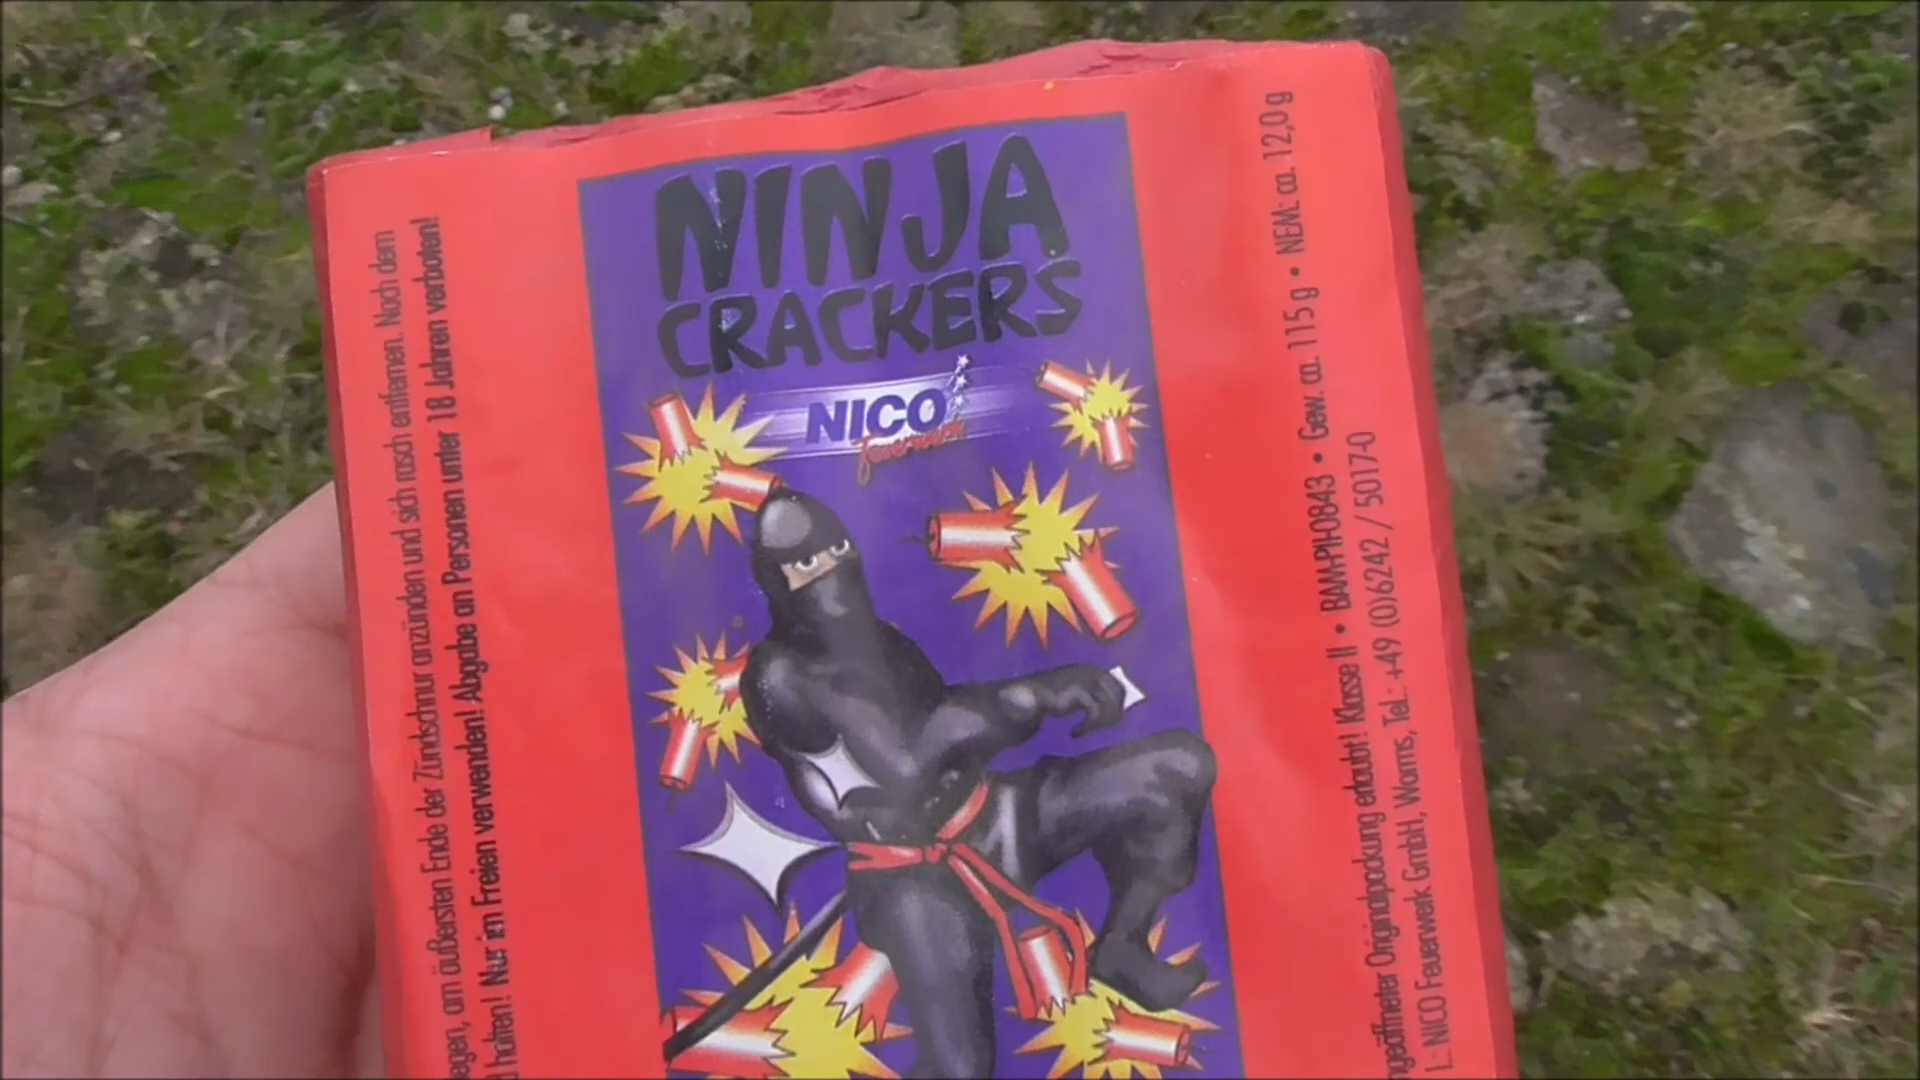 NINJA
CRACKERS
NICO
Feuerwerk
egen, am äußersten Ende der Zündschnur anzünden und sich rasch entfernen. Nach dem
d halten! Nur im Freien verwenden! Abgabe an Personen unter 18 Jahren verboten!
ngeöffneter Originalpackung erlaubt! Klasse II • BAM-PII-0843 • Gew. ca. 115 g • NEM: ca. 12,0 g
L: NICO Feuerwerk GmbH, Worms, Tel.: +49 (0)6242 / 5017-0